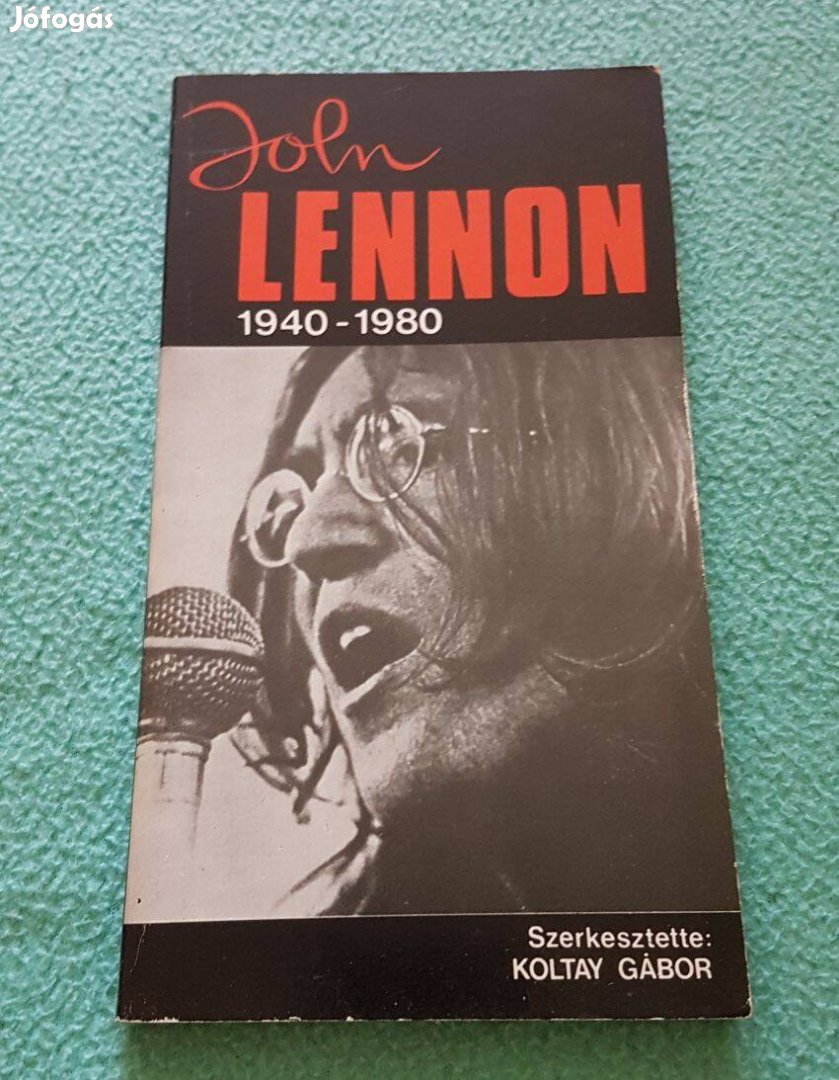 Jófogás
John
LENNON
1940-1980
Szerkesztette:
KOLTAY GÁBOR